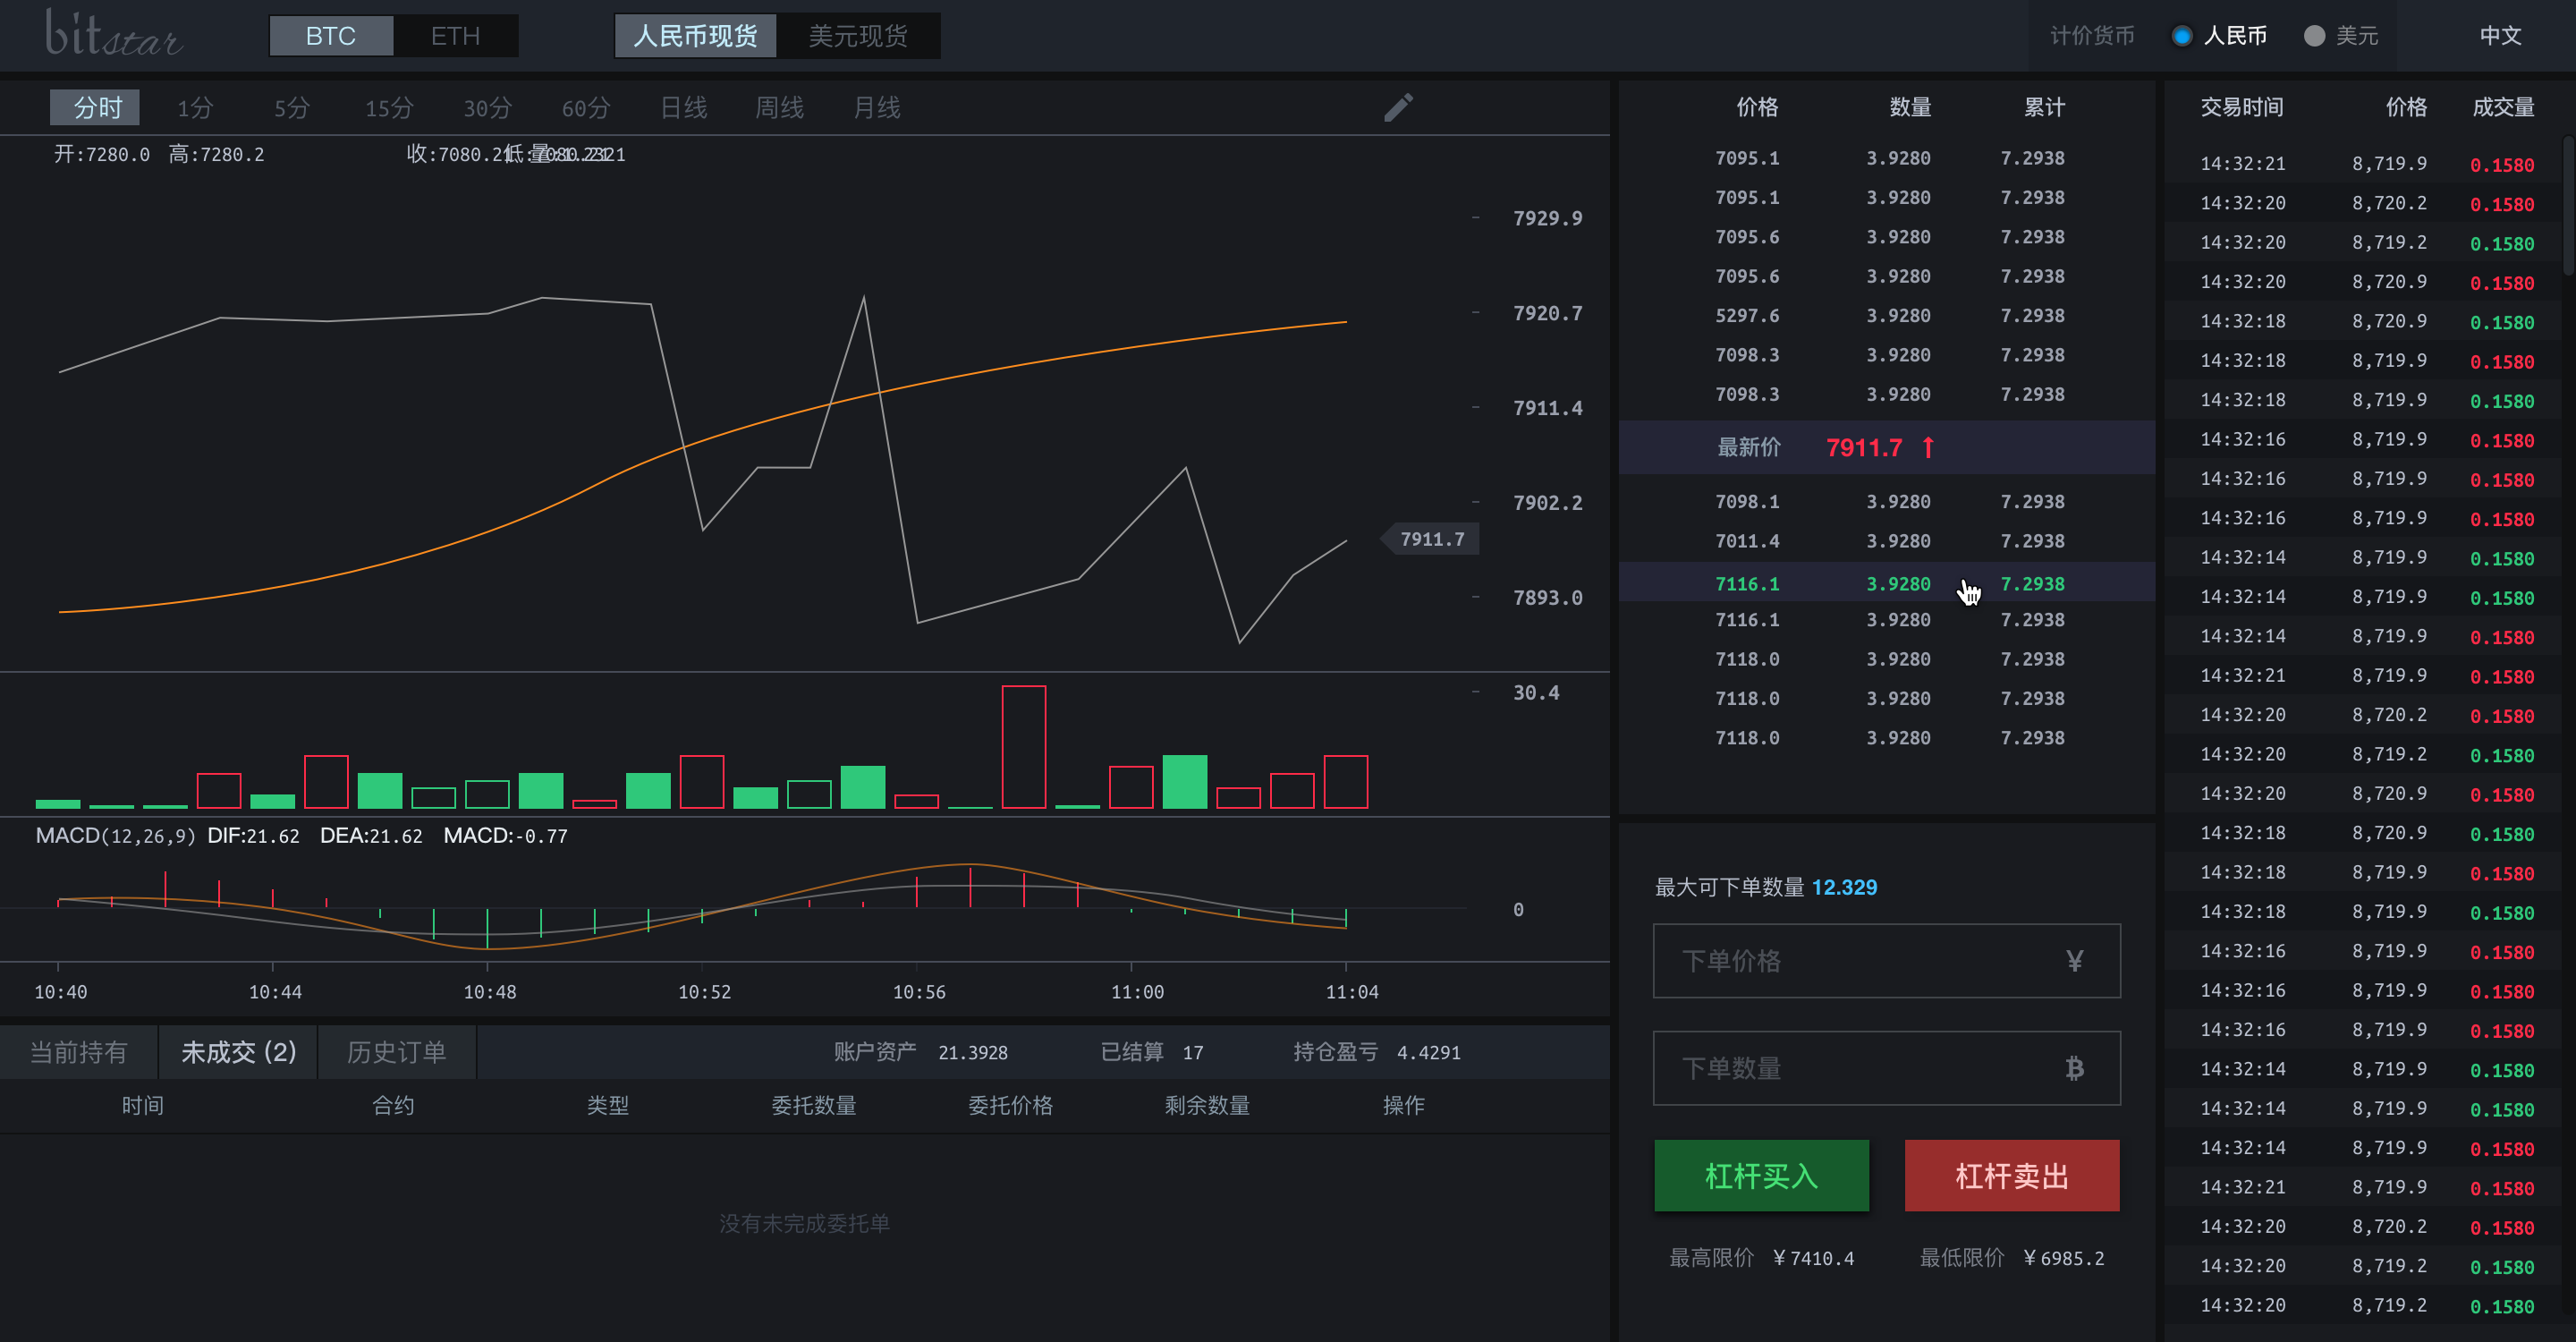 bitstar BTC ETH 人民币现货 美元现货 计价货币 人民币 美元 中文
分时 1分 5分 15分 30分 60分 日线 周线 月线
开:7280.0 高:7280.2 收:7080.21
7929.9
7920.7
7911.4
7902.2
7911.7
7893.0
30.4
MACD(12,26,9) DIF:21.62 DEA:21.62 MACD:-0.77
0
10:40 10:44 10:48 10:52 10:56 11:00 11:04
当前持有 未成交 (2) 历史订单 账户资产 21.3928 已结算 17 持仓盈亏 4.4291
时间 合约 类型 委托数量 委托价格 剩余数量 操作
没有未完成委托单
价格 数量 累计
7095.1 3.9280 7.2938
7095.1 3.9280 7.2938
7095.6 3.9280 7.2938
7095.6 3.9280 7.2938
5297.6 3.9280 7.2938
7098.3 3.9280 7.2938
7098.3 3.9280 7.2938
最新价 7911.7 ↑
7098.1 3.9280 7.2938
7011.4 3.9280 7.2938
7116.1 3.9280 7.2938
7116.1 3.9280 7.2938
7118.0 3.9280 7.2938
7118.0 3.9280 7.2938
7118.0 3.9280 7.2938
最大可下单数量 12.329
下单价格 ¥
下单数量 ₿
杠杆买入 杠杆卖出
最高限价 ¥7410.4 最低限价 ¥6985.2
交易时间 价格 成交量
14:32:21 8,719.9 0.1580
14:32:20 8,720.2 0.1580
14:32:20 8,719.2 0.1580
14:32:20 8,720.9 0.1580
14:32:18 8,720.9 0.1580
14:32:18 8,719.9 0.1580
14:32:18 8,719.9 0.1580
14:32:16 8,719.9 0.1580
14:32:16 8,719.9 0.1580
14:32:16 8,719.9 0.1580
14:32:14 8,719.9 0.1580
14:32:14 8,719.9 0.1580
14:32:14 8,719.9 0.1580
14:32:21 8,719.9 0.1580
14:32:20 8,720.2 0.1580
14:32:20 8,719.2 0.1580
14:32:20 8,720.9 0.1580
14:32:18 8,720.9 0.1580
14:32:18 8,719.9 0.1580
14:32:18 8,719.9 0.1580
14:32:16 8,719.9 0.1580
14:32:16 8,719.9 0.1580
14:32:16 8,719.9 0.1580
14:32:14 8,719.9 0.1580
14:32:14 8,719.9 0.1580
14:32:14 8,719.9 0.1580
14:32:21 8,719.9 0.1580
14:32:20 8,720.2 0.1580
14:32:20 8,719.2 0.1580
14:32:20 8,719.2 0.1580